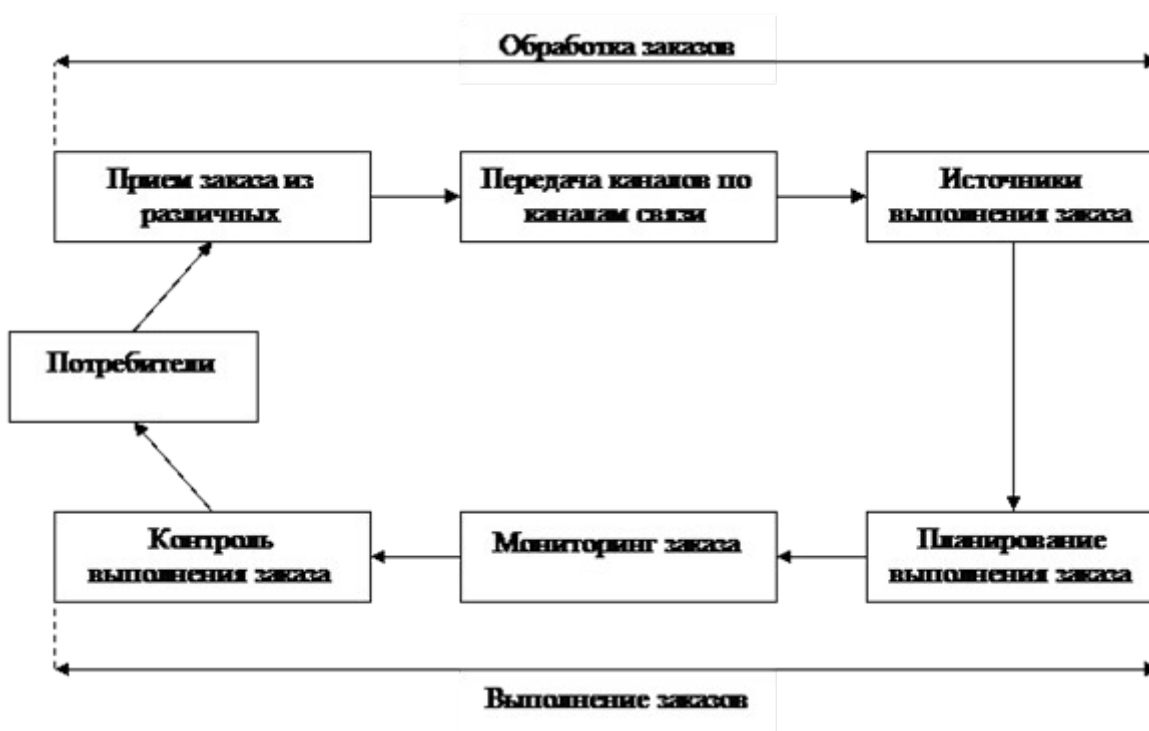 Обработка заказов
Прием заказа из
различных
Передача каналов по
каналам связи
Источники
выполнения заказа
Потребители
Контроль
выполнения заказа
Мониторинг заказа
Планирование
выполнения заказа
Выполнение заказов